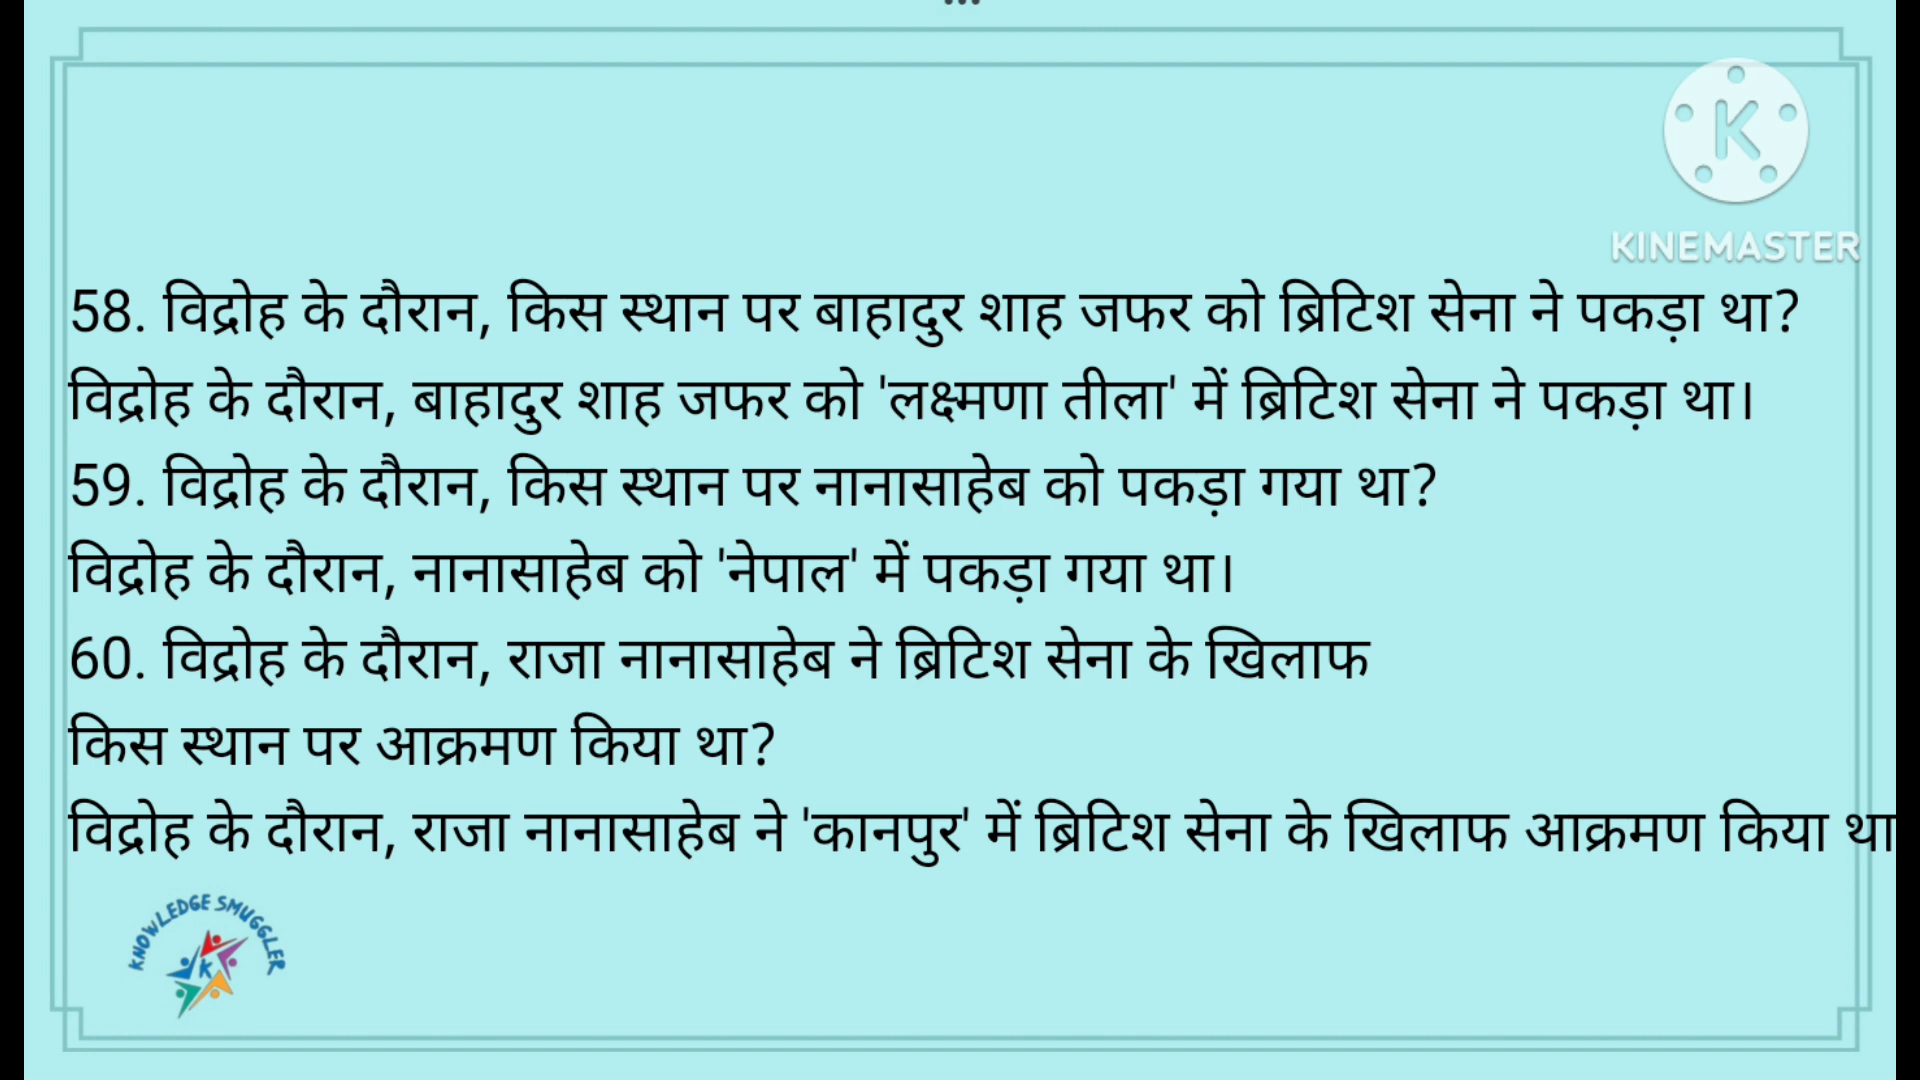 KINEMASTER
58. विद्रोह के दौरान, किस स्थान पर बाहादुर शाह जफर को ब्रिटिश सेना ने पकड़ा था?
विद्रोह के दौरान, बाहादुर शाह जफर को 'लक्ष्मणा तीला' में ब्रिटिश सेना ने पकड़ा था।
59. विद्रोह के दौरान, किस स्थान पर नानासाहेब को पकड़ा गया था?
विद्रोह के दौरान, नानासाहेब को 'नेपाल' में पकड़ा गया था।
60. विद्रोह के दौरान, राजा नानासाहेब ने ब्रिटिश सेना के खिलाफ
किस स्थान पर आक्रमण किया था?
विद्रोह के दौरान, राजा नानासाहेब ने 'कानपुर' में ब्रिटिश सेना के खिलाफ आक्रमण किया था
KNOWLEDGE SMUGGLER